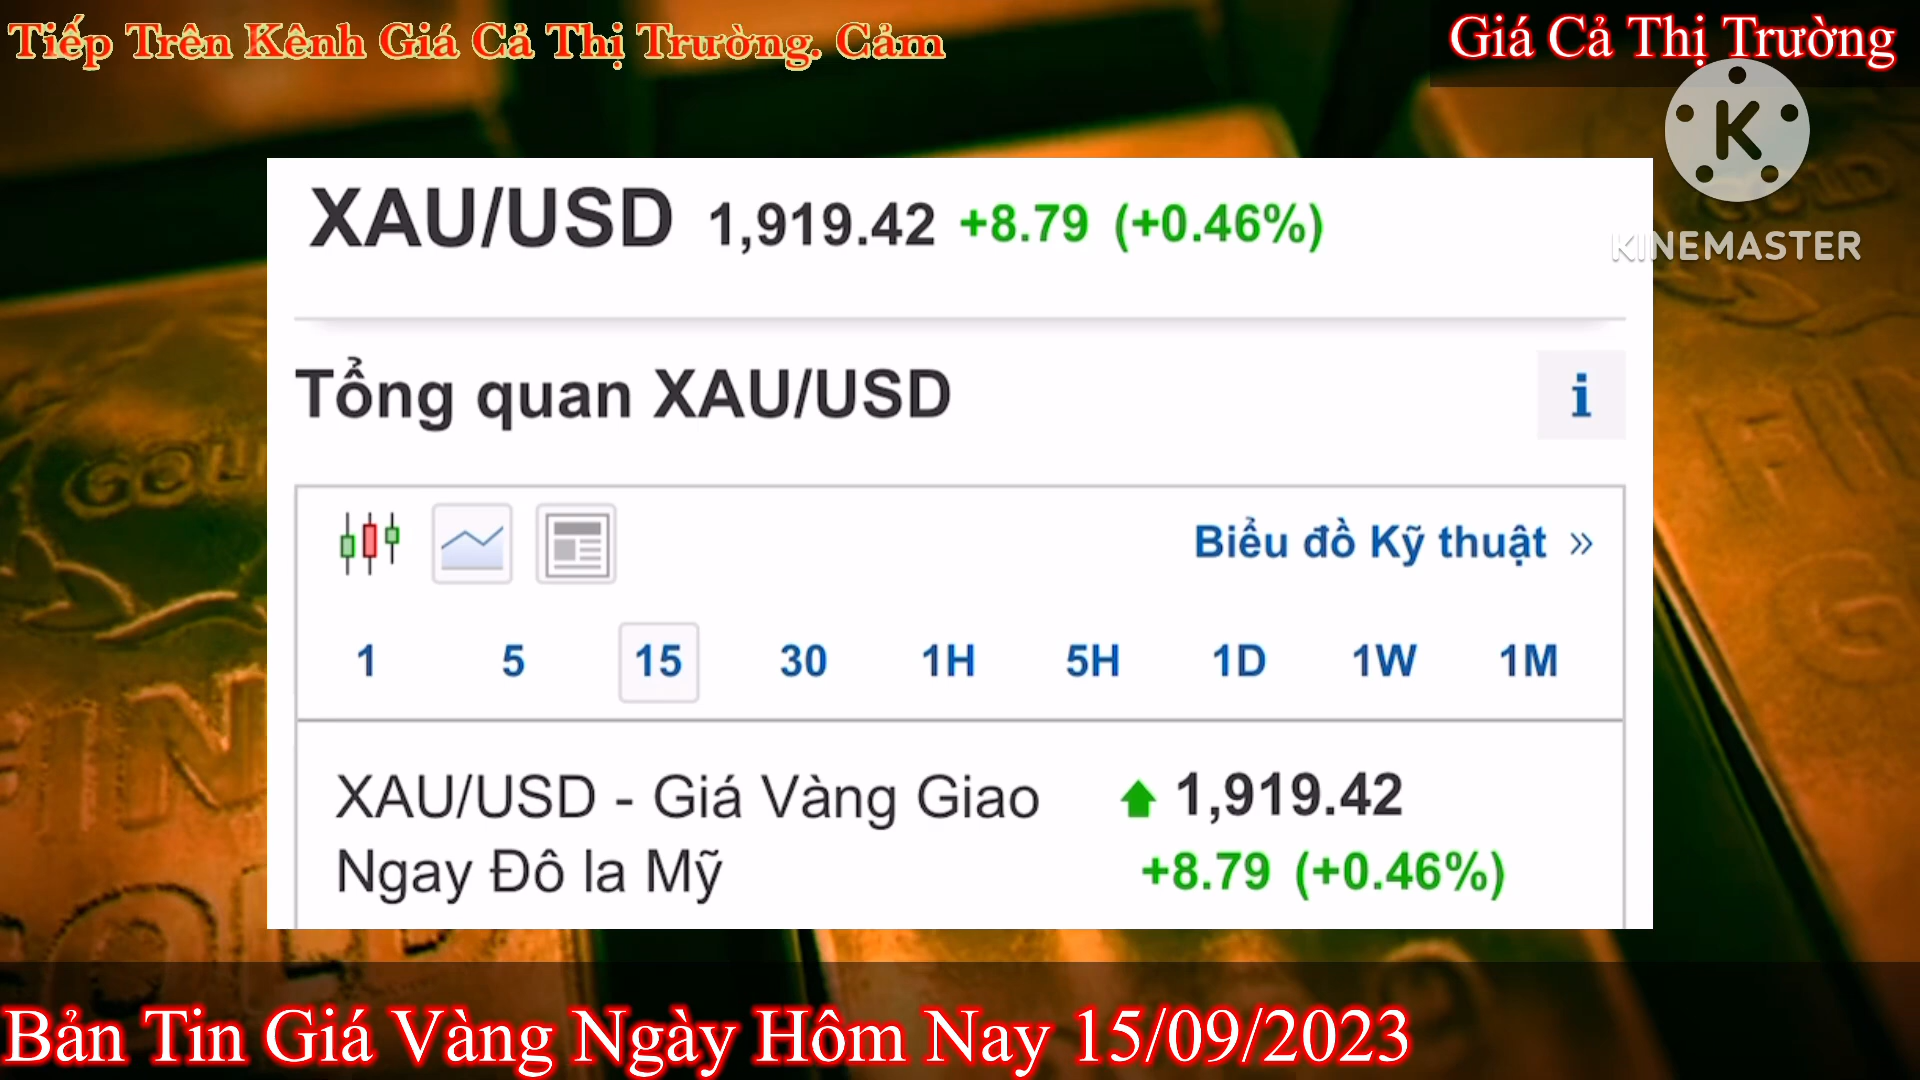 Tiếp Trên Kênh Giá Cả Thị Trường. Cảm
Giá Cả Thị Trường
K
KINEMASTER
XAU/USD 1,919.42 +8.79 (+0.46%)
Tổng quan XAU/USD
i
Biểu đồ Kỹ thuật »
1 5 15 30 1H 5H 1D 1W 1M
XAU/USD - Giá Vàng Giao
Ngay Đô la Mỹ
1,919.42
+8.79 (+0.46%)
GOLD
Bản Tin Giá Vàng Ngày Hôm Nay 15/09/2023